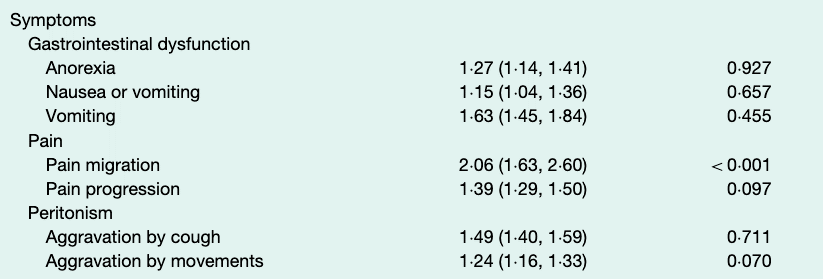 Symptoms
Gastrointestinal dysfunction
Anorexia 1·27 (1·14, 1·41) 0·927
Nausea or vomiting 1·15 (1·04, 1·36) 0·657
Vomiting 1·63 (1·45, 1·84) 0·455
Pain
Pain migration 2·06 (1·63, 2·60) < 0·001
Pain progression 1·39 (1·29, 1·50) 0·097
Peritonism
Aggravation by cough 1·49 (1·40, 1·59) 0·711
Aggravation by movements 1·24 (1·16, 1·33) 0·070